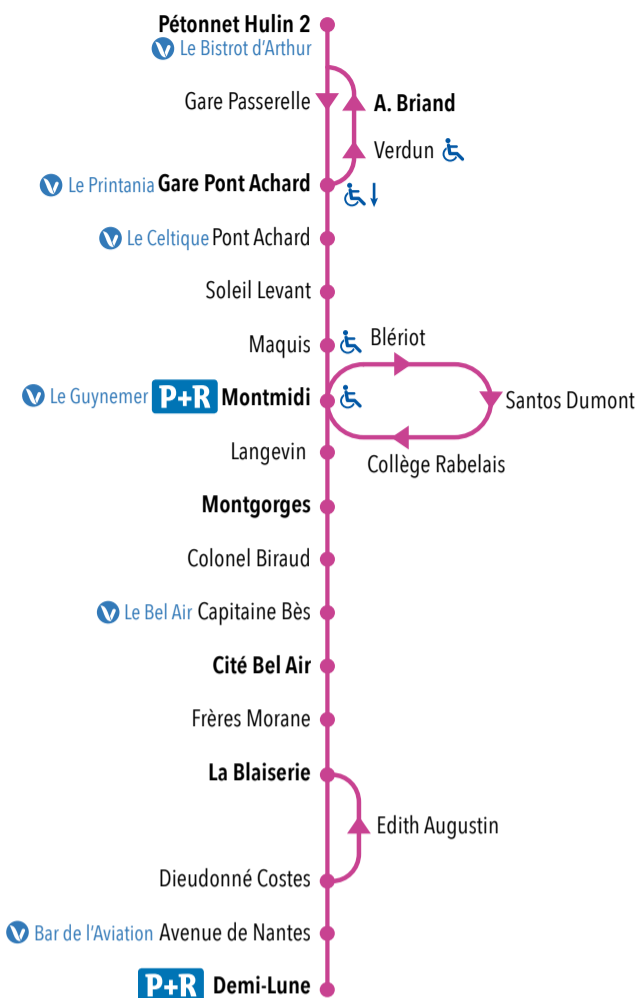 Pétonnet Hulin 2
Le Bistrot d'Arthur
Gare Passerelle
A. Briand
Verdun
Le Printania Gare Pont Achard
Le Celtique Pont Achard
Soleil Levant
Maquis
Blériot
Le Guynemer P+R Montmidi
Santos Dumont
Langevin
Collège Rabelais
Montgorges
Colonel Biraud
Le Bel Air Capitaine Bès
Cité Bel Air
Frères Morane
La Blaiserie
Edith Augustin
Dieudonné Costes
Bar de l'Aviation Avenue de Nantes
P+R Demi-Lune